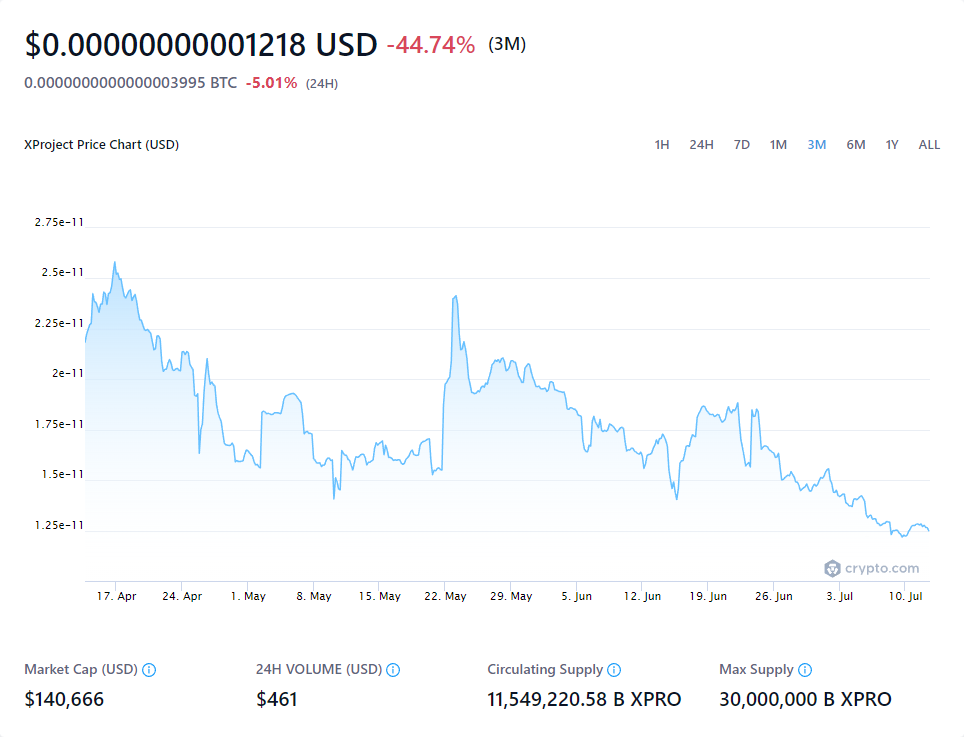 $0.00000000001218 USD -44.74% (3M)
0.0000000000000003995 BTC -5.01% (24H)
XProject Price Chart (USD) 1H 24H 7D 1M 3M 6M 1Y ALL
2.75e-11
2.5e-11
2.25e-11
2e-11
1.75e-11
1.5e-11
1.25e-11
crypto.com
17. Apr 24. Apr 1. May 8. May 15. May 22. May 29. May 5. Jun 12. Jun 19. Jun 26. Jun 3. Jul 10. Jul
Market Cap (USD) 24H VOLUME (USD) Circulating Supply Max Supply
$140,666 $461 11,549,220.58 B XPRO 30,000,000 B XPRO